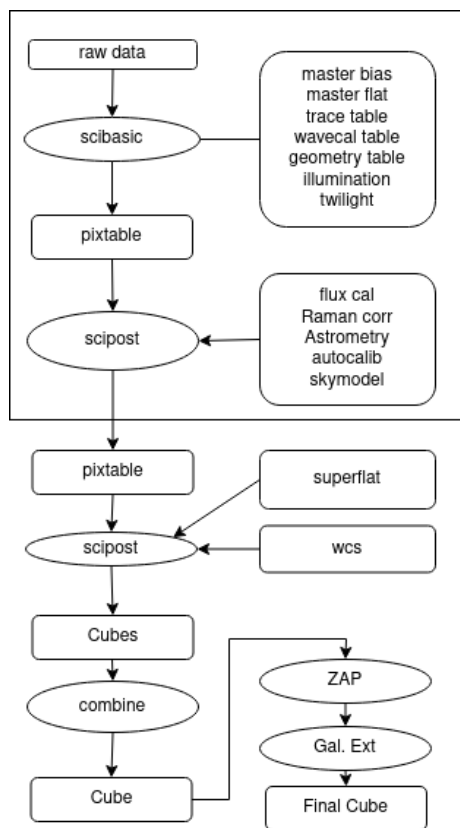 raw data
scibasic
master bias
master flat
trace table
wavecal table
geometry table
illumination
twilight
pixtable
scipost
flux cal
Raman corr
Astrometry
autocalib
skymodel
pixtable
superflat
scipost
wcs
Cubes
combine
Cube
ZAP
Gal. Ext
Final Cube